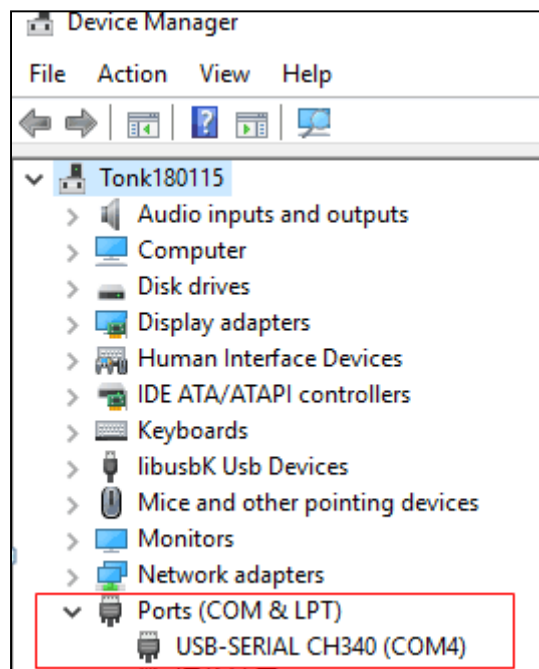 Device Manager
File Action View Help
Tonk180115
Audio inputs and outputs
Computer
Disk drives
Display adapters
Human Interface Devices
IDE ATA/ATAPI controllers
Keyboards
libusbK Usb Devices
Mice and other pointing devices
Monitors
Network adapters
Ports (COM & LPT)
USB-SERIAL CH340 (COM4)